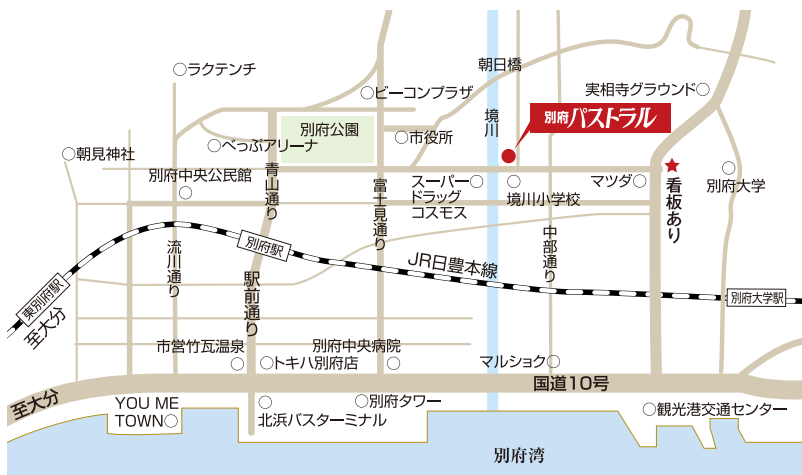 ラクテンチ
朝日橋
ビーコンプラザ
実相寺グラウンド
境川
別府パストラル
別府公園
市役所
べっぷアリーナ
朝見神社
別府中央公民館
青山通り
富士見通り
スーパー
ドラッグ
コスモス
境川小学校
マツダ
看板あり
別府大学
流川通り
別府駅
JR日豊本線
中部通り
東別府駅
至大分
駅前通り
別府大学駅
市営竹瓦温泉
トキハ別府店
別府中央病院
マルショク
国道10号
至大分
YOU ME
TOWN
北浜バスターミナル
別府タワー
観光港交通センター
別府湾